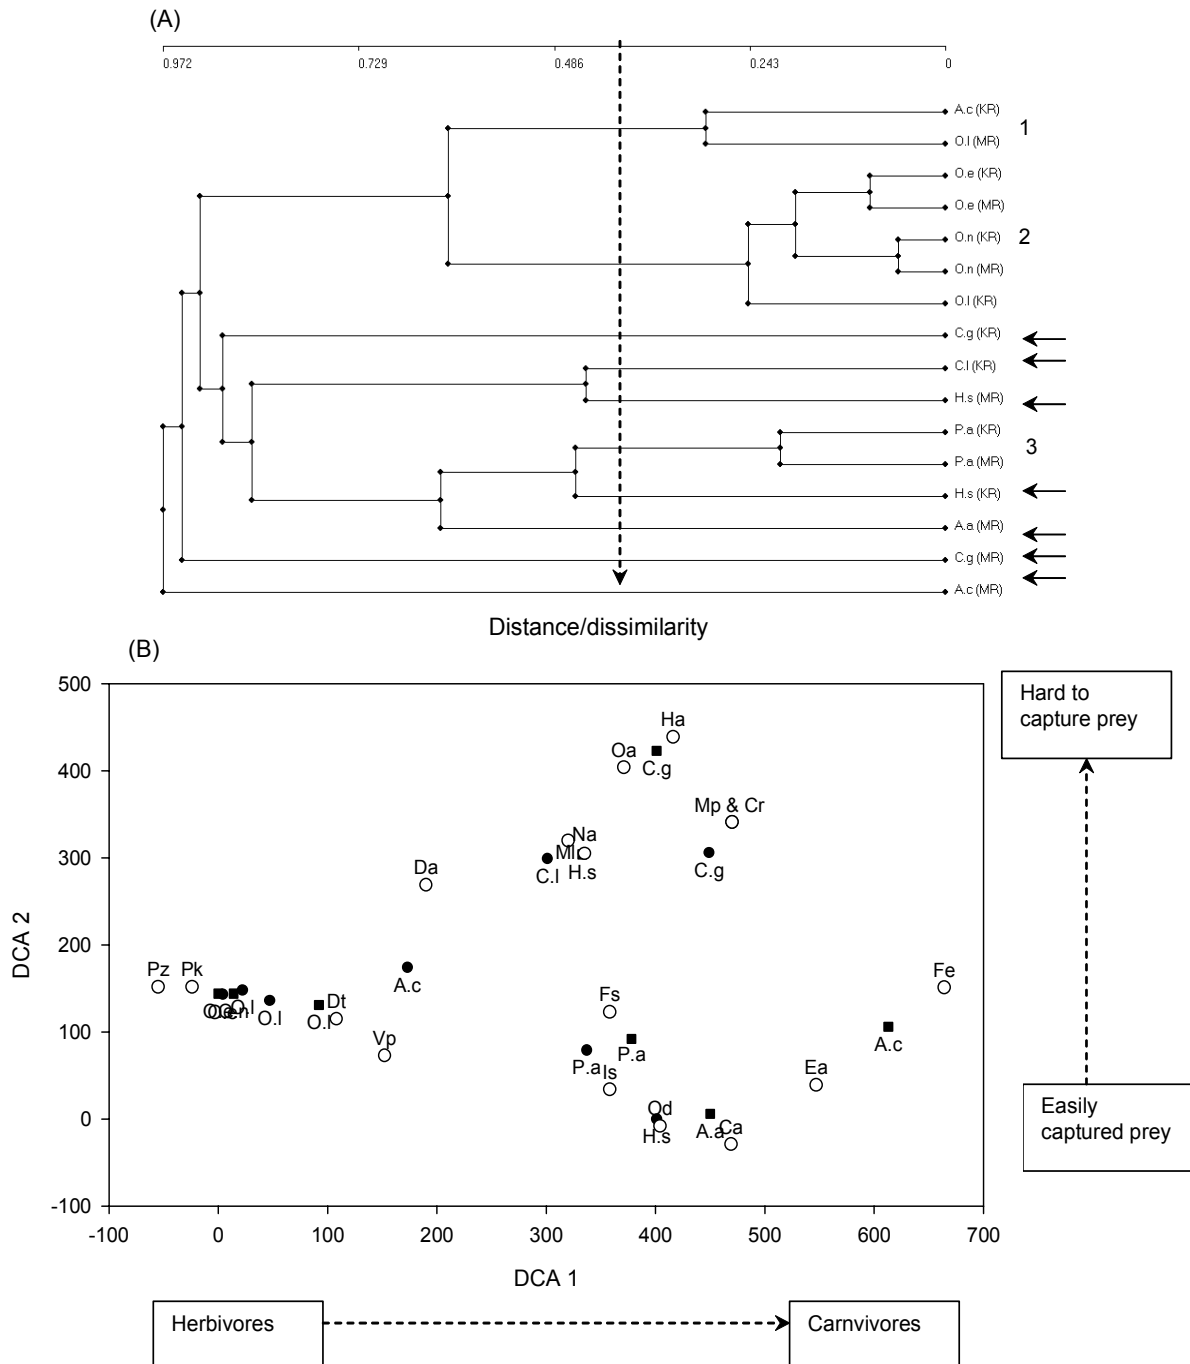 (A)
0.972 0.729 0.486 0.243 0
A.c (KR)
1
O.l (MR)
O.e (KR)
O.e (MR)
O.n (KR)
2
O.n (MR)
O.l (KR)
C.g (KR)
C.l (KR)
H.s (MR)
P.a (KR)
3
P.a (MR)
H.s (KR)
A.a (MR)
C.g (MR)
A.c (MR)
Distance/dissimilarity
(B)
500
400
300
200
100
0
-100
DCA 2
Ha
Oa
C.g
Mp & Cr
Na
Ml
C.l
H.s
C.g
Da
Pz
Pk
A.c
Fe
O.l
O.l
O.l
Dt
Vp
Fs
P.a
P.a
Is
A.c
Ea
Od
H.s
A.a
Ca
-100 0 100 200 300 400 500 600 700
DCA 1
Hard to
capture prey
Easily
captured prey
Herbivores
Carnvivores